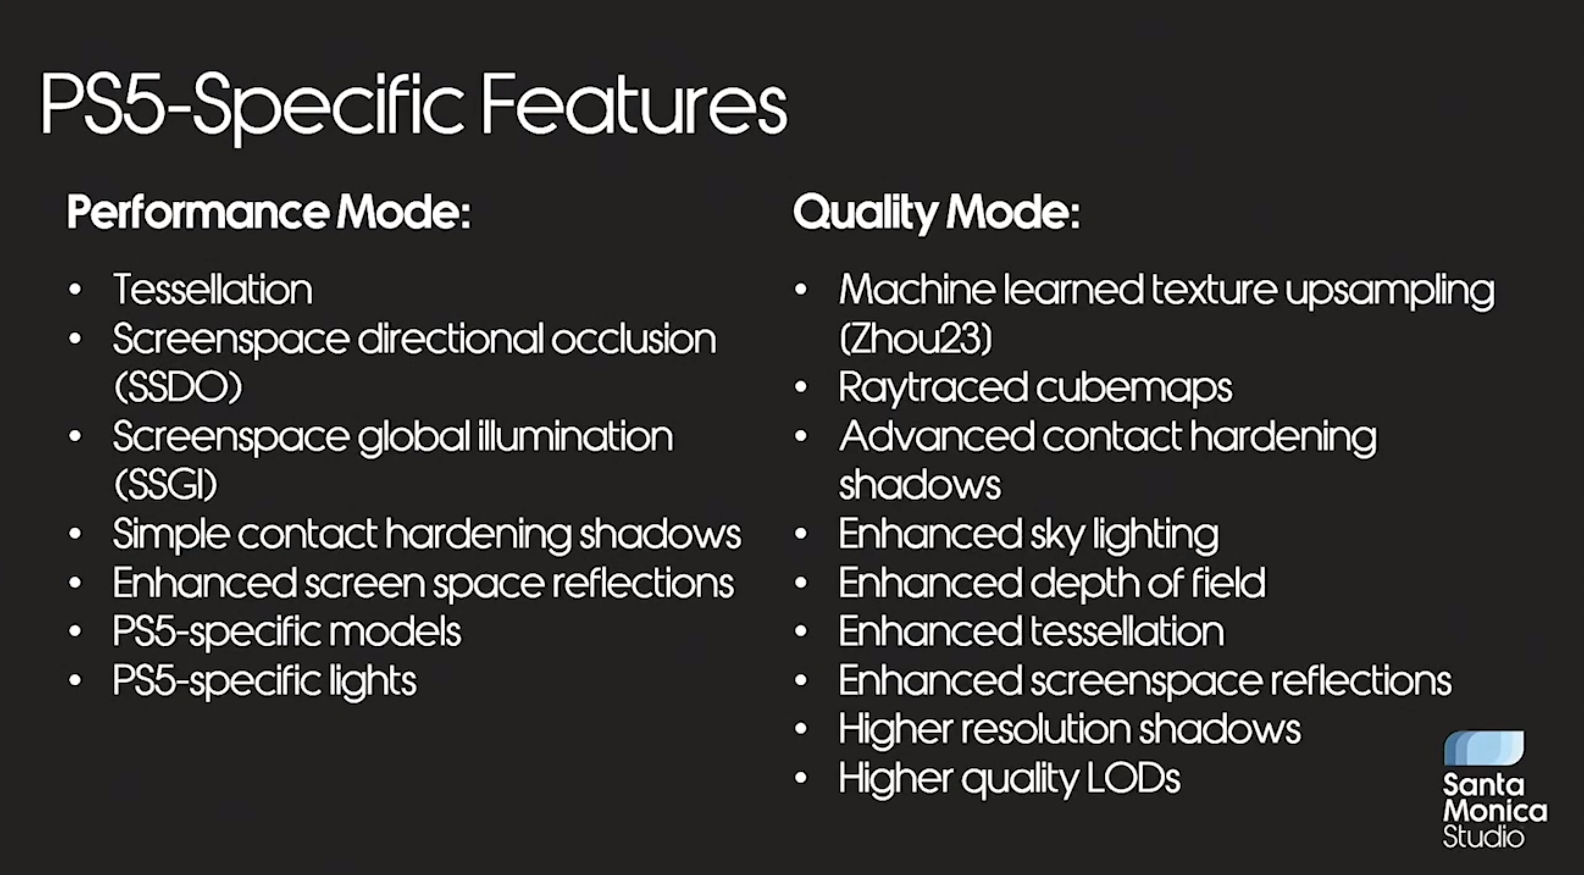 PS5-Specific Features
Performance Mode:
• Tessellation
• Screenspace directional occlusion
(SSDO)
• Screenspace global illumination
(SSGI)
• Simple contact hardening shadows
• Enhanced screen space reflections
• PS5-specific models
• PS5-specific lights
Quality Mode:
• Machine learned texture upsampling
(Zhou23)
• Raytraced cubemaps
• Advanced contact hardening
shadows
• Enhanced sky lighting
• Enhanced depth of field
• Enhanced tessellation
• Enhanced screenspace reflections
• Higher resolution shadows
• Higher quality LODs
Santa
Monica
Studio